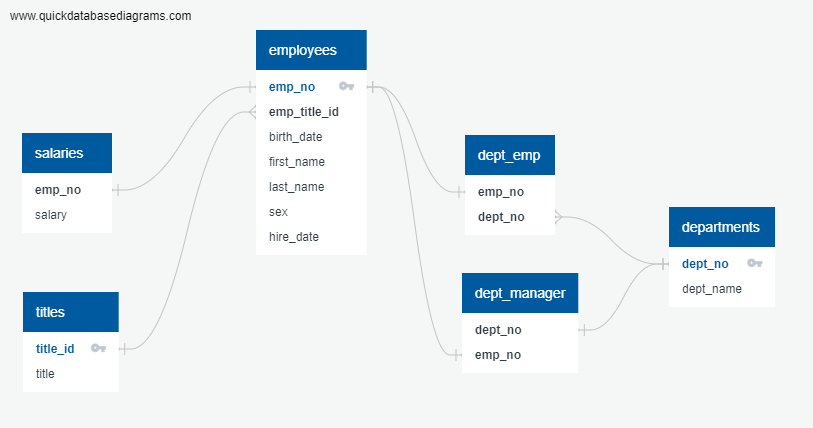 www.quickdatabasediagrams.com
employees
emp_no
emp_title_id
birth_date
first_name
last_name
sex
hire_date
salaries
emp_no
salary
titles
title_id
title
dept_emp
emp_no
dept_no
dept_manager
dept_no
emp_no
departments
dept_no
dept_name